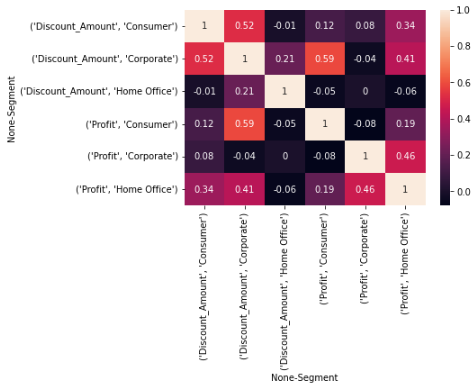 None-Segment
('Discount_Amount', 'Consumer') 1 0.52 -0.01 0.12 0.08 0.34
('Discount_Amount', 'Corporate') 0.52 1 0.21 0.59 -0.04 0.41
('Discount_Amount', 'Home Office') -0.01 0.21 1 -0.05 0 -0.06
('Profit', 'Consumer') 0.12 0.59 -0.05 1 -0.08 0.19
('Profit', 'Corporate') 0.08 -0.04 0 -0.08 1 0.46
('Profit', 'Home Office') 0.34 0.41 -0.06 0.19 0.46 1
('Discount_Amount', 'Consumer')
('Discount_Amount', 'Corporate')
('Discount_Amount', 'Home Office')
('Profit', 'Consumer')
('Profit', 'Corporate')
('Profit', 'Home Office')
None-Segment
1.0
0.8
0.6
0.4
0.2
0.0